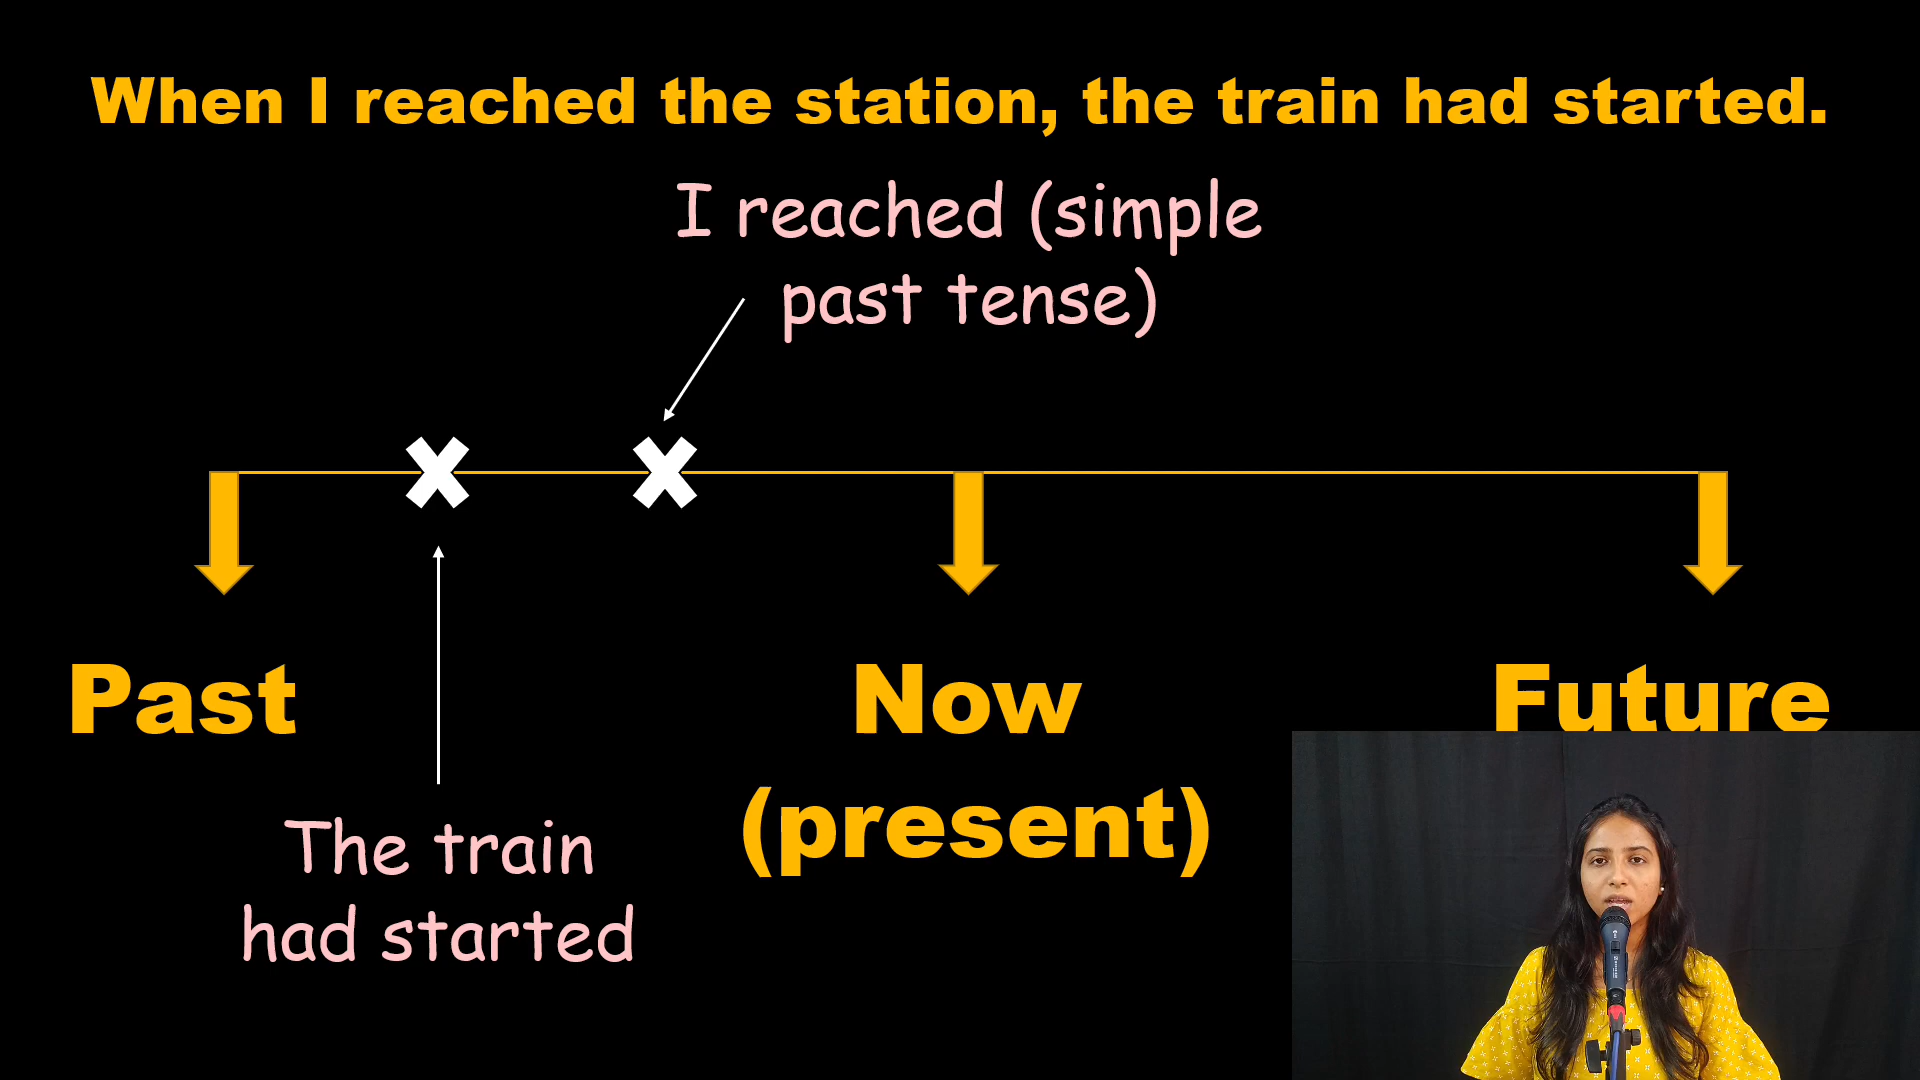 When I reached the station, the train had started.
I reached (simple
past tense)
Past
Now
(present)
Future
The train
had started